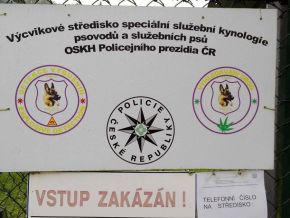 Výcvikové středisko speciální služební kynologie
psovodů a služebních psů
OSKH Policejního prezidia ČR
POLICIE
ČESKÉ REPUBLIKY
VSTUP ZAKÁZÁN !
TELEFONNÍ ČÍSLO
NA STŘEDISKO